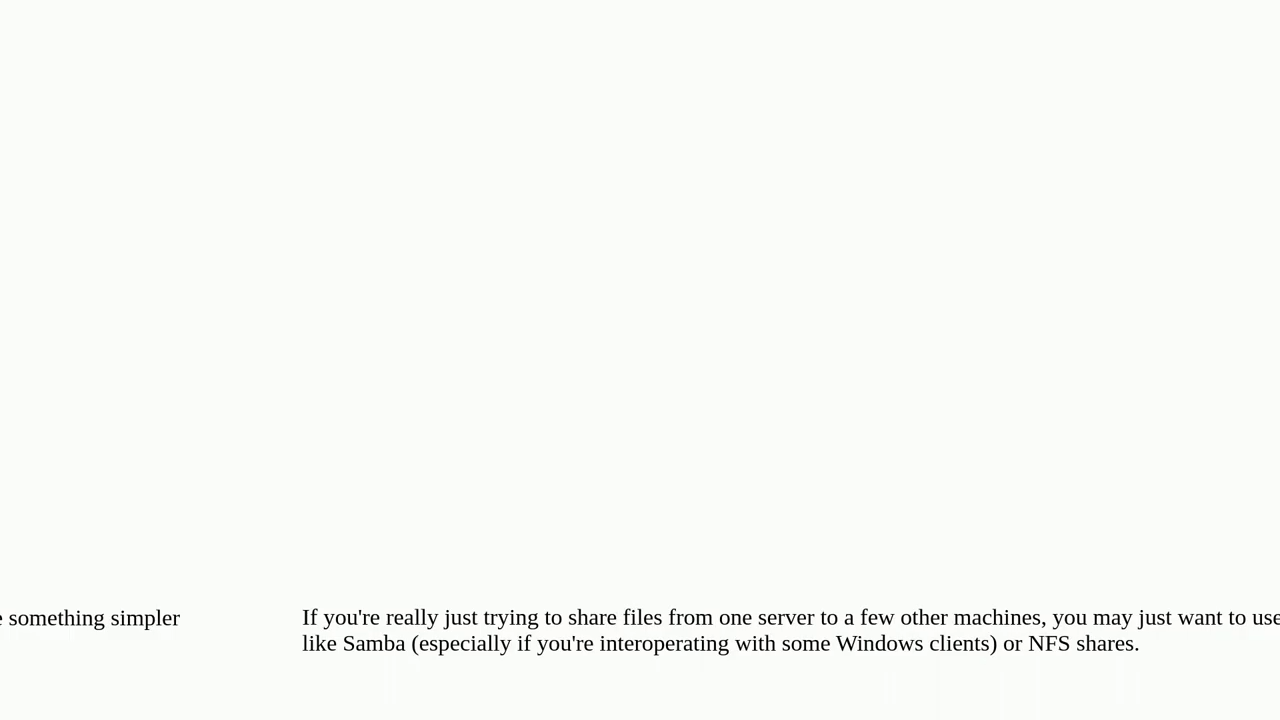 something simpler
If you're really just trying to share files from one server to a few other machines, you may just want to use
like Samba (especially if you're interoperating with some Windows clients) or NFS shares.